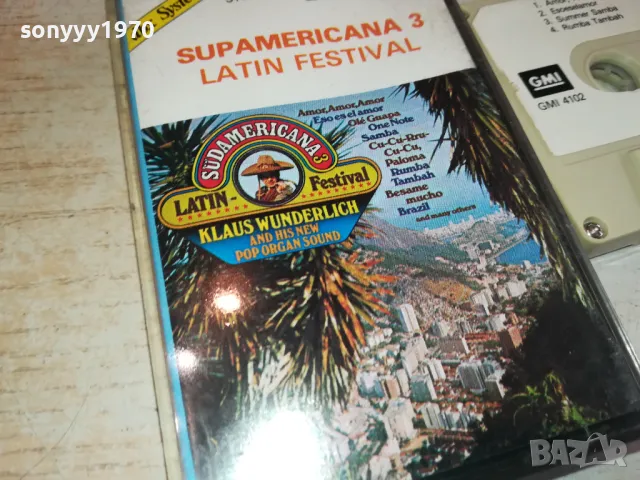 sonyyy1970
Syste
SUPAMERICANA 3
LATIN FESTIVAL
SÜDAMERICANA 3
LATIN-Festival
KLAUS WUNDERLICH
AND HIS NEW
POP ORGAN SOUND
Amor, Amor, Amor
Eso es el amor
Olé Guapa
One Note
Samba
Cu-Cu-Rru-
Cu-Cu,
Paloma
Rumba
Tambah
Besame
mucho
Brazil
and many others
2. Esoeselamor
3. Summer Samba
4. Rumba Tambah
GMI
GMI 4102
BAZAR